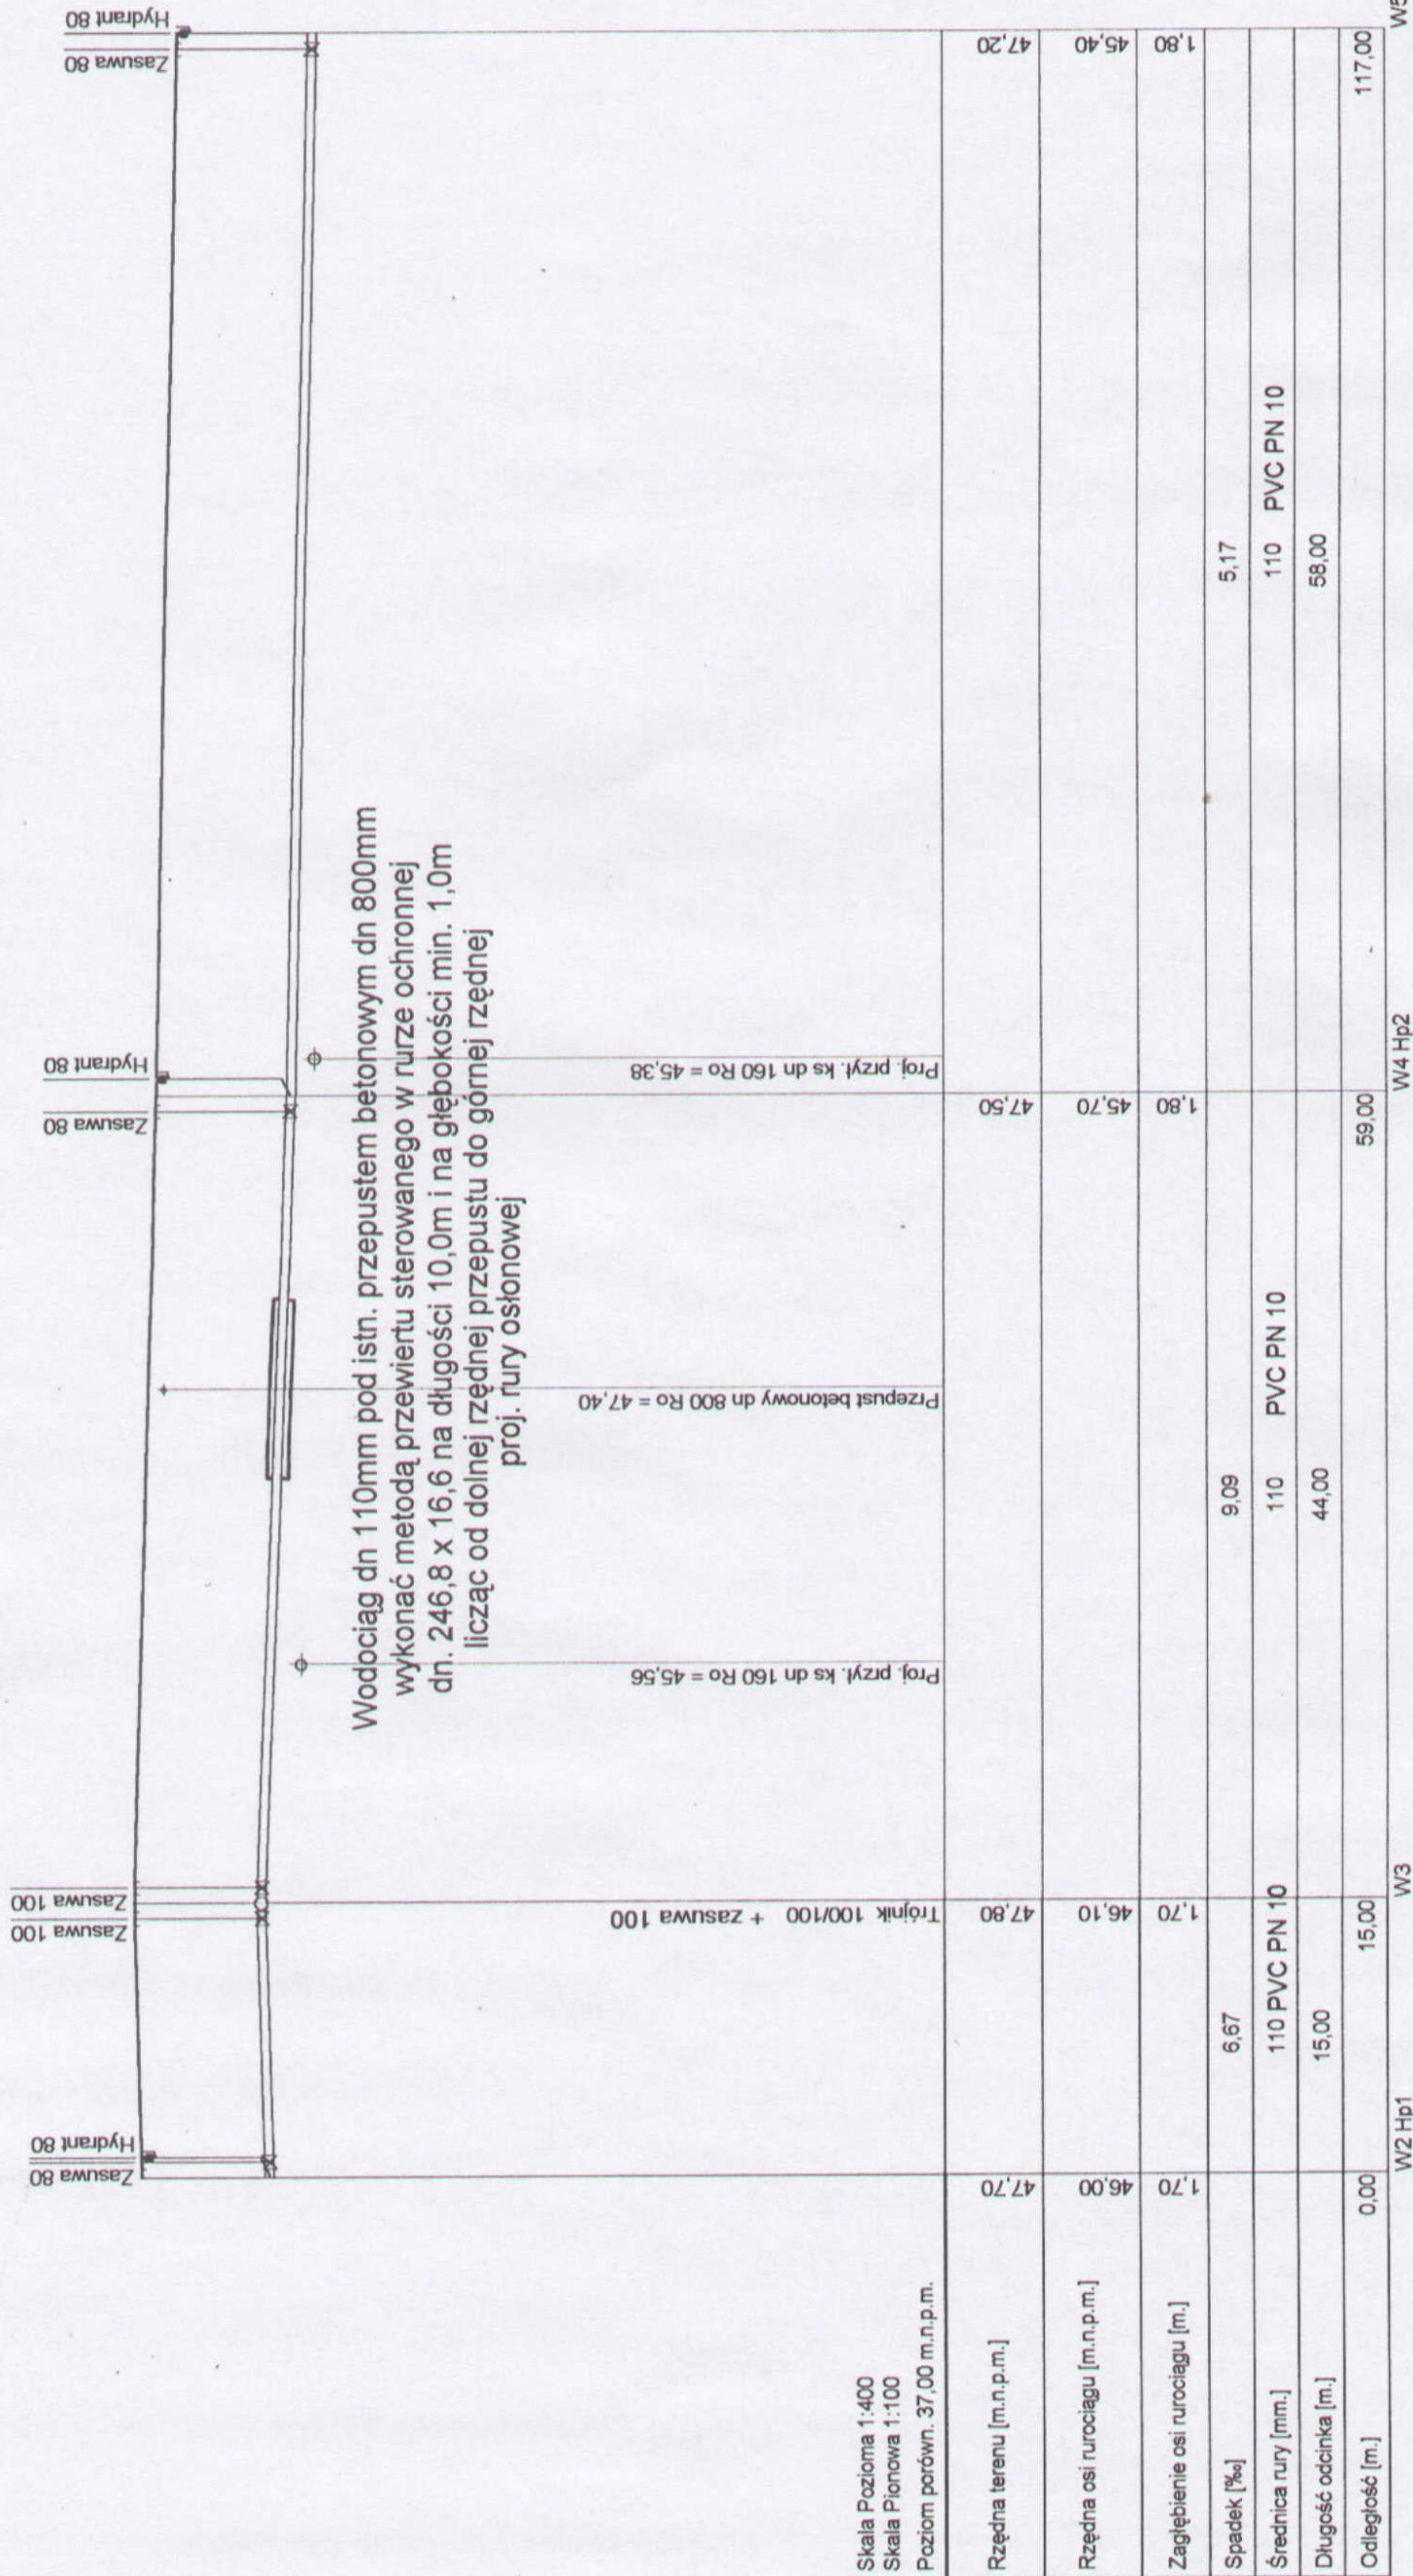 Zasuwa 80
Hydrant 80
Zasuwa 100
Zasuwa 100
Zasuwa 80
Hydrant 80
Zasuwa 80
Hydrant 80
Wodociąg dn 110mm pod istn. przepustem betonowym dn 800mm
wykonać metodą przewiertu sterowanego w rurze ochronnej
dn. 246,8 x 16,6 na długości 10,0m i na głębokości min. 1,0m
licząc od dolnej rzędnej przepustu do górnej rzędnej
proj. rury osłonowej
Trójnik 100/100 + zasuwa 100
Proj. przył. ks dn 160 Ro = 45,56
Przepust betonowy dn 800 Ro = 47,40
Proj. przył. ks dn 160 Ro = 45,38
Skala Pozioma 1:400
Skala Pionowa 1:100
Poziom porówn. 37,00 m.n.p.m.
Rzędna terenu [m.n.p.m.] 47,70 47,80 47,50 47,20
Rzędna osi rurociągu [m.n.p.m.] 46,00 46,10 45,70 45,40
Zagłębienie osi rurociągu [m.] 1,70 1,70 1,80 1,80
Spadek [‰] 6,67 9,09 5,17
Średnica rury [mm.] 110 PVC PN 10 110 PVC PN 10 110 PVC PN 10
Długość odcinka [m.] 15,00 44,00 58,00
Odległość [m.] 0,00 15,00 59,00 117,00
W2 Hp1 W3 W4 Hp2 W5